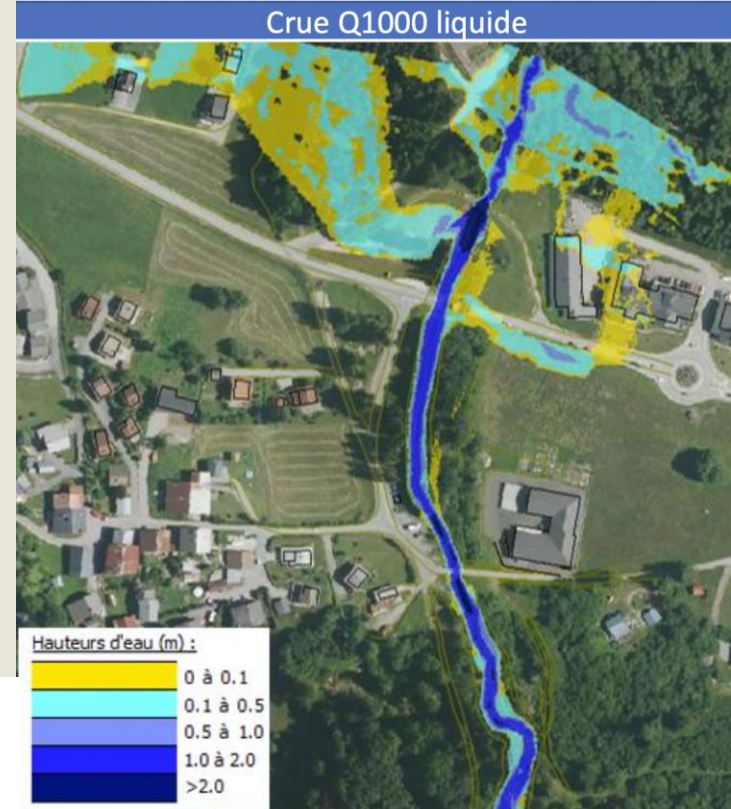 Crue Q1000 liquide
Hauteurs d'eau (m) :
0 à 0.1
0.1 à 0.5
0.5 à 1.0
1.0 à 2.0
>2.0